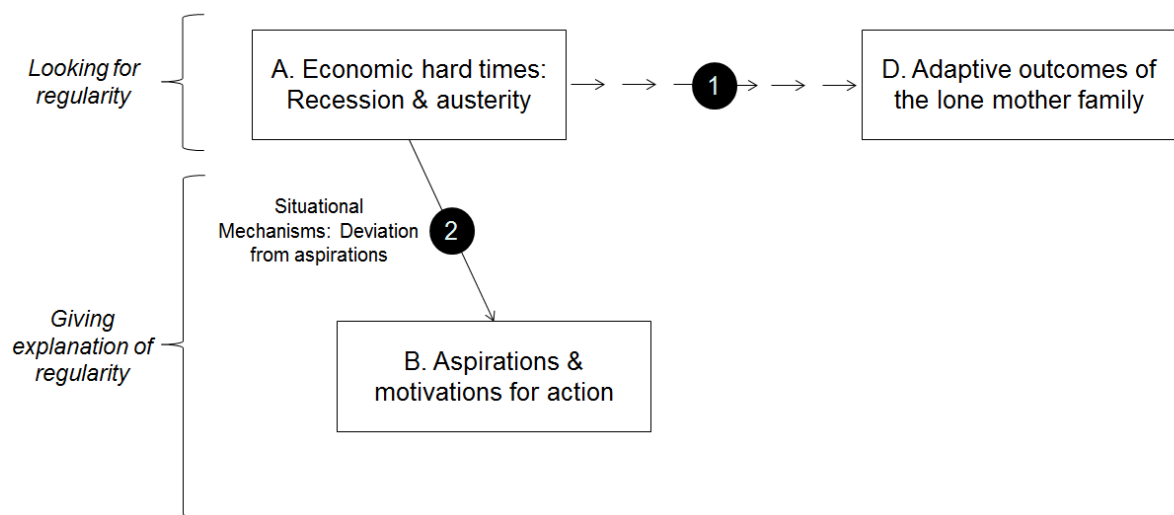 Looking for
regularity
A. Economic hard times:
Recession & austerity
1
D. Adaptive outcomes of
the lone mother family
Situational
Mechanisms: Deviation
from aspirations
2
Giving
explanation of
regularity
B. Aspirations &
motivations for action